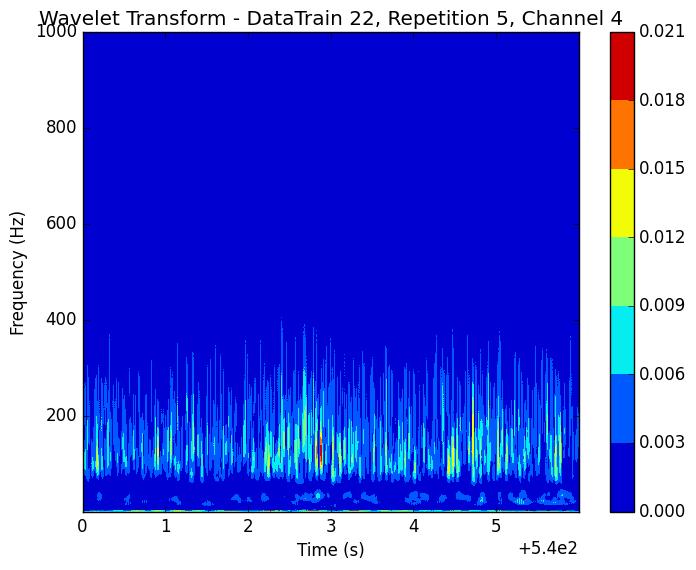 Wavelet Transform - DataTrain 22, Repetition 5, Channel 4
1000
800
600
400
200
Frequency (Hz)
0 1 2 3 4 5
Time (s)
+5.4e2
0.021
0.018
0.015
0.012
0.009
0.006
0.003
0.000